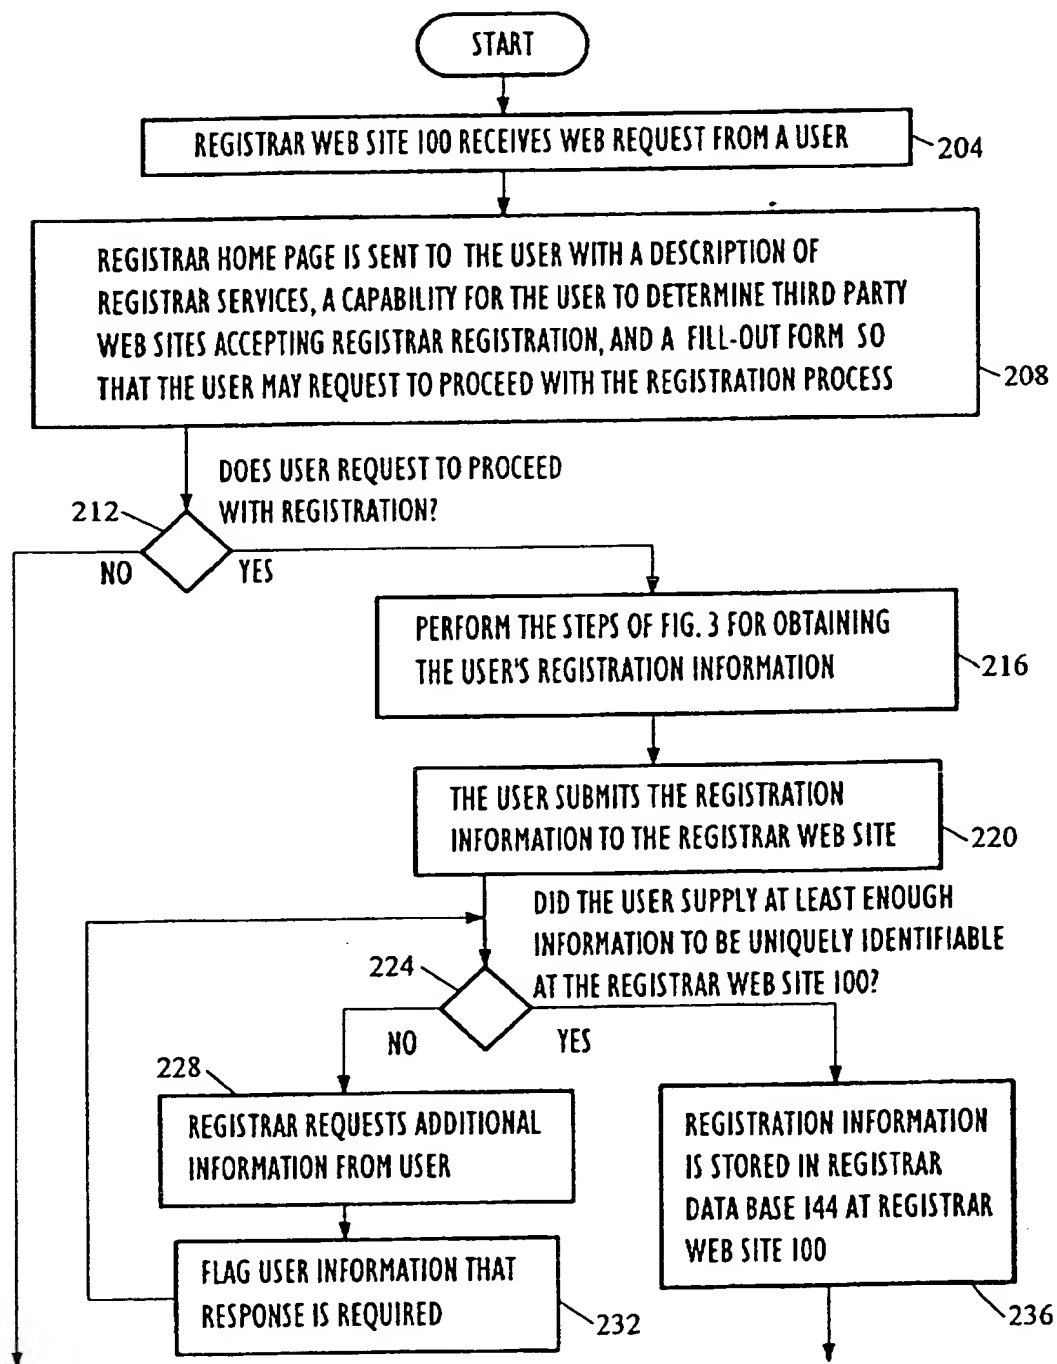 START
REGISTRAR WEB SITE 100 RECEIVES WEB REQUEST FROM A USER
204
REGISTRAR HOME PAGE IS SENT TO THE USER WITH A DESCRIPTION OF
REGISTRAR SERVICES, A CAPABILITY FOR THE USER TO DETERMINE THIRD PARTY
WEB SITES ACCEPTING REGISTRAR REGISTRATION, AND A FILL-OUT FORM SO
THAT THE USER MAY REQUEST TO PROCEED WITH THE REGISTRATION PROCESS
208
DOES USER REQUEST TO PROCEED
WITH REGISTRATION?
212
NO
YES
PERFORM THE STEPS OF FIG. 3 FOR OBTAINING
THE USER'S REGISTRATION INFORMATION
216
THE USER SUBMITS THE REGISTRATION
INFORMATION TO THE REGISTRAR WEB SITE
220
DID THE USER SUPPLY AT LEAST ENOUGH
INFORMATION TO BE UNIQUELY IDENTIFIABLE
AT THE REGISTRAR WEB SITE 100?
224
NO
YES
228
REGISTRAR REQUESTS ADDITIONAL
INFORMATION FROM USER
FLAG USER INFORMATION THAT
RESPONSE IS REQUIRED
232
REGISTRATION INFORMATION
IS STORED IN REGISTRAR
DATA BASE 144 AT REGISTRAR
WEB SITE 100
236